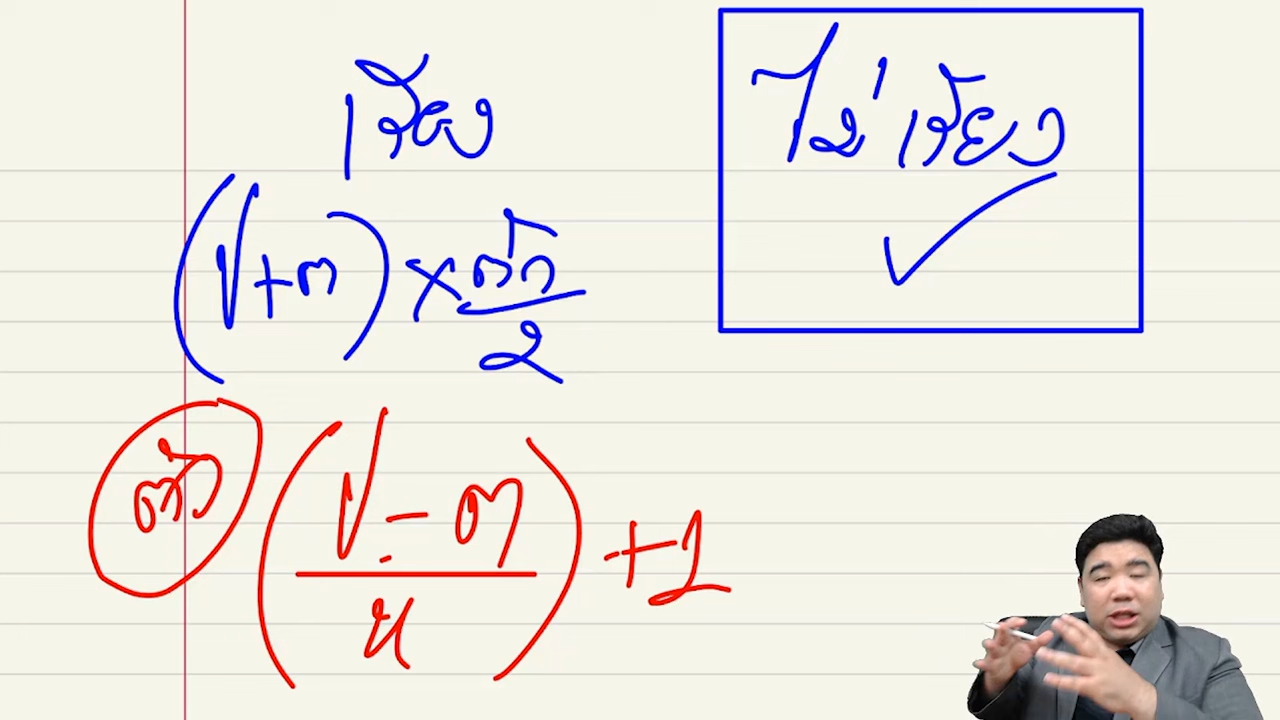 เรียง
ไม่เรียง ✓
(ป+ต) × ตัว/2
ตัว (ป - ต/ห) +1